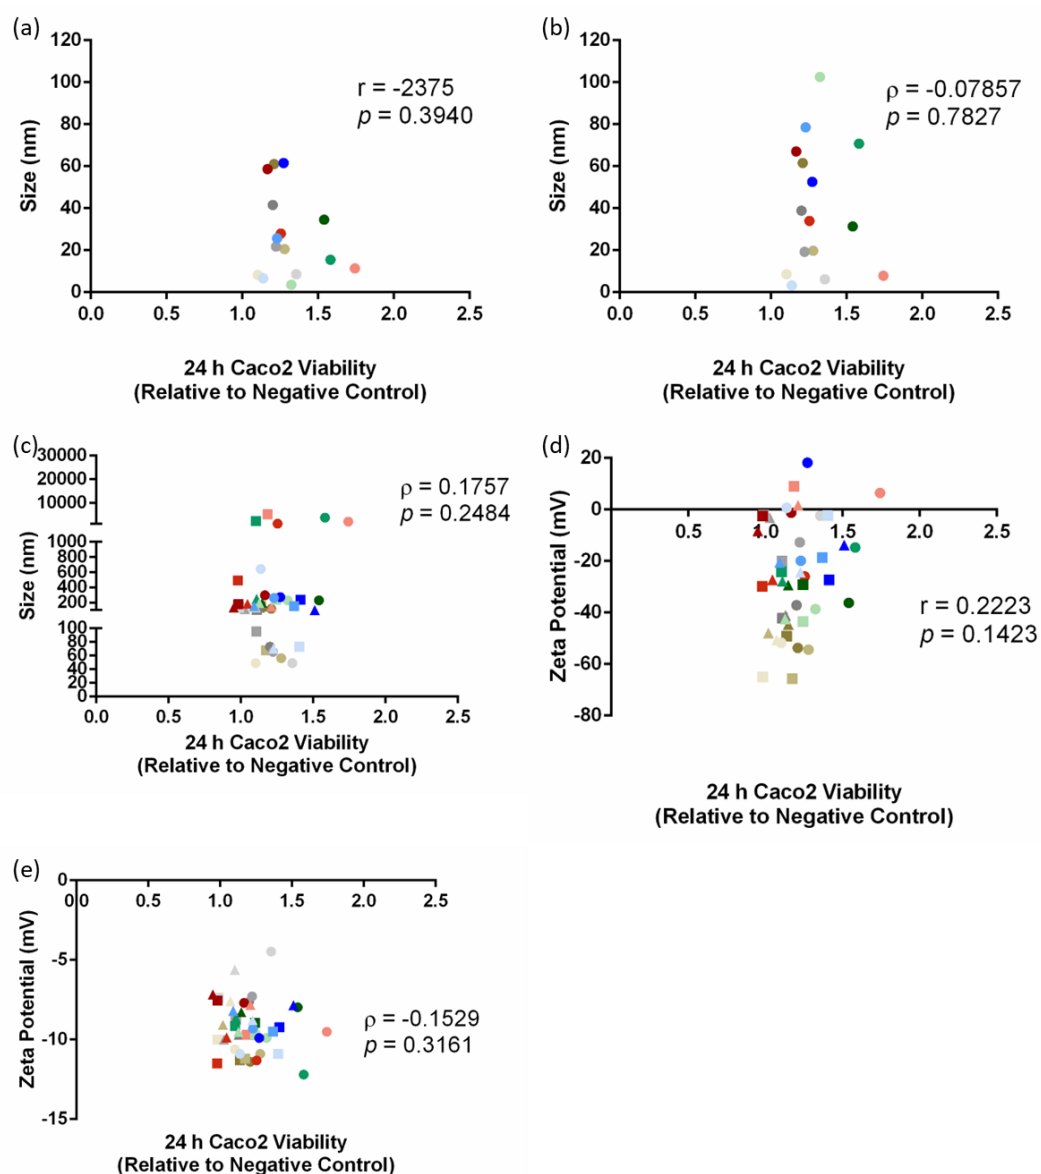 (a)
120
100
80
60
40
20
0
Size (nm)
r = -2375
p = 0.3940
0.0 0.5 1.0 1.5 2.0 2.5
24 h Caco2 Viability
(Relative to Negative Control)
(b)
120
100
80
60
40
20
0
Size (nm)
ρ = -0.07857
p = 0.7827
0.0 0.5 1.0 1.5 2.0 2.5
24 h Caco2 Viability
(Relative to Negative Control)
(c)
30000
20000
10000
1000
800
600
400
200
100
80
60
40
20
0
Size (nm)
ρ = 0.1757
p = 0.2484
0.0 0.5 1.0 1.5 2.0 2.5
24 h Caco2 Viability
(Relative to Negative Control)
(d)
20
0
-20
-40
-60
-80
Zeta Potential (mV)
0.5 1.0 1.5 2.0 2.5
r = 0.2223
p = 0.1423
24 h Caco2 Viability
(Relative to Negative Control)
(e)
0
-5
-10
-15
Zeta Potential (mV)
0.0 0.5 1.0 1.5 2.0 2.5
ρ = -0.1529
p = 0.3161
24 h Caco2 Viability
(Relative to Negative Control)